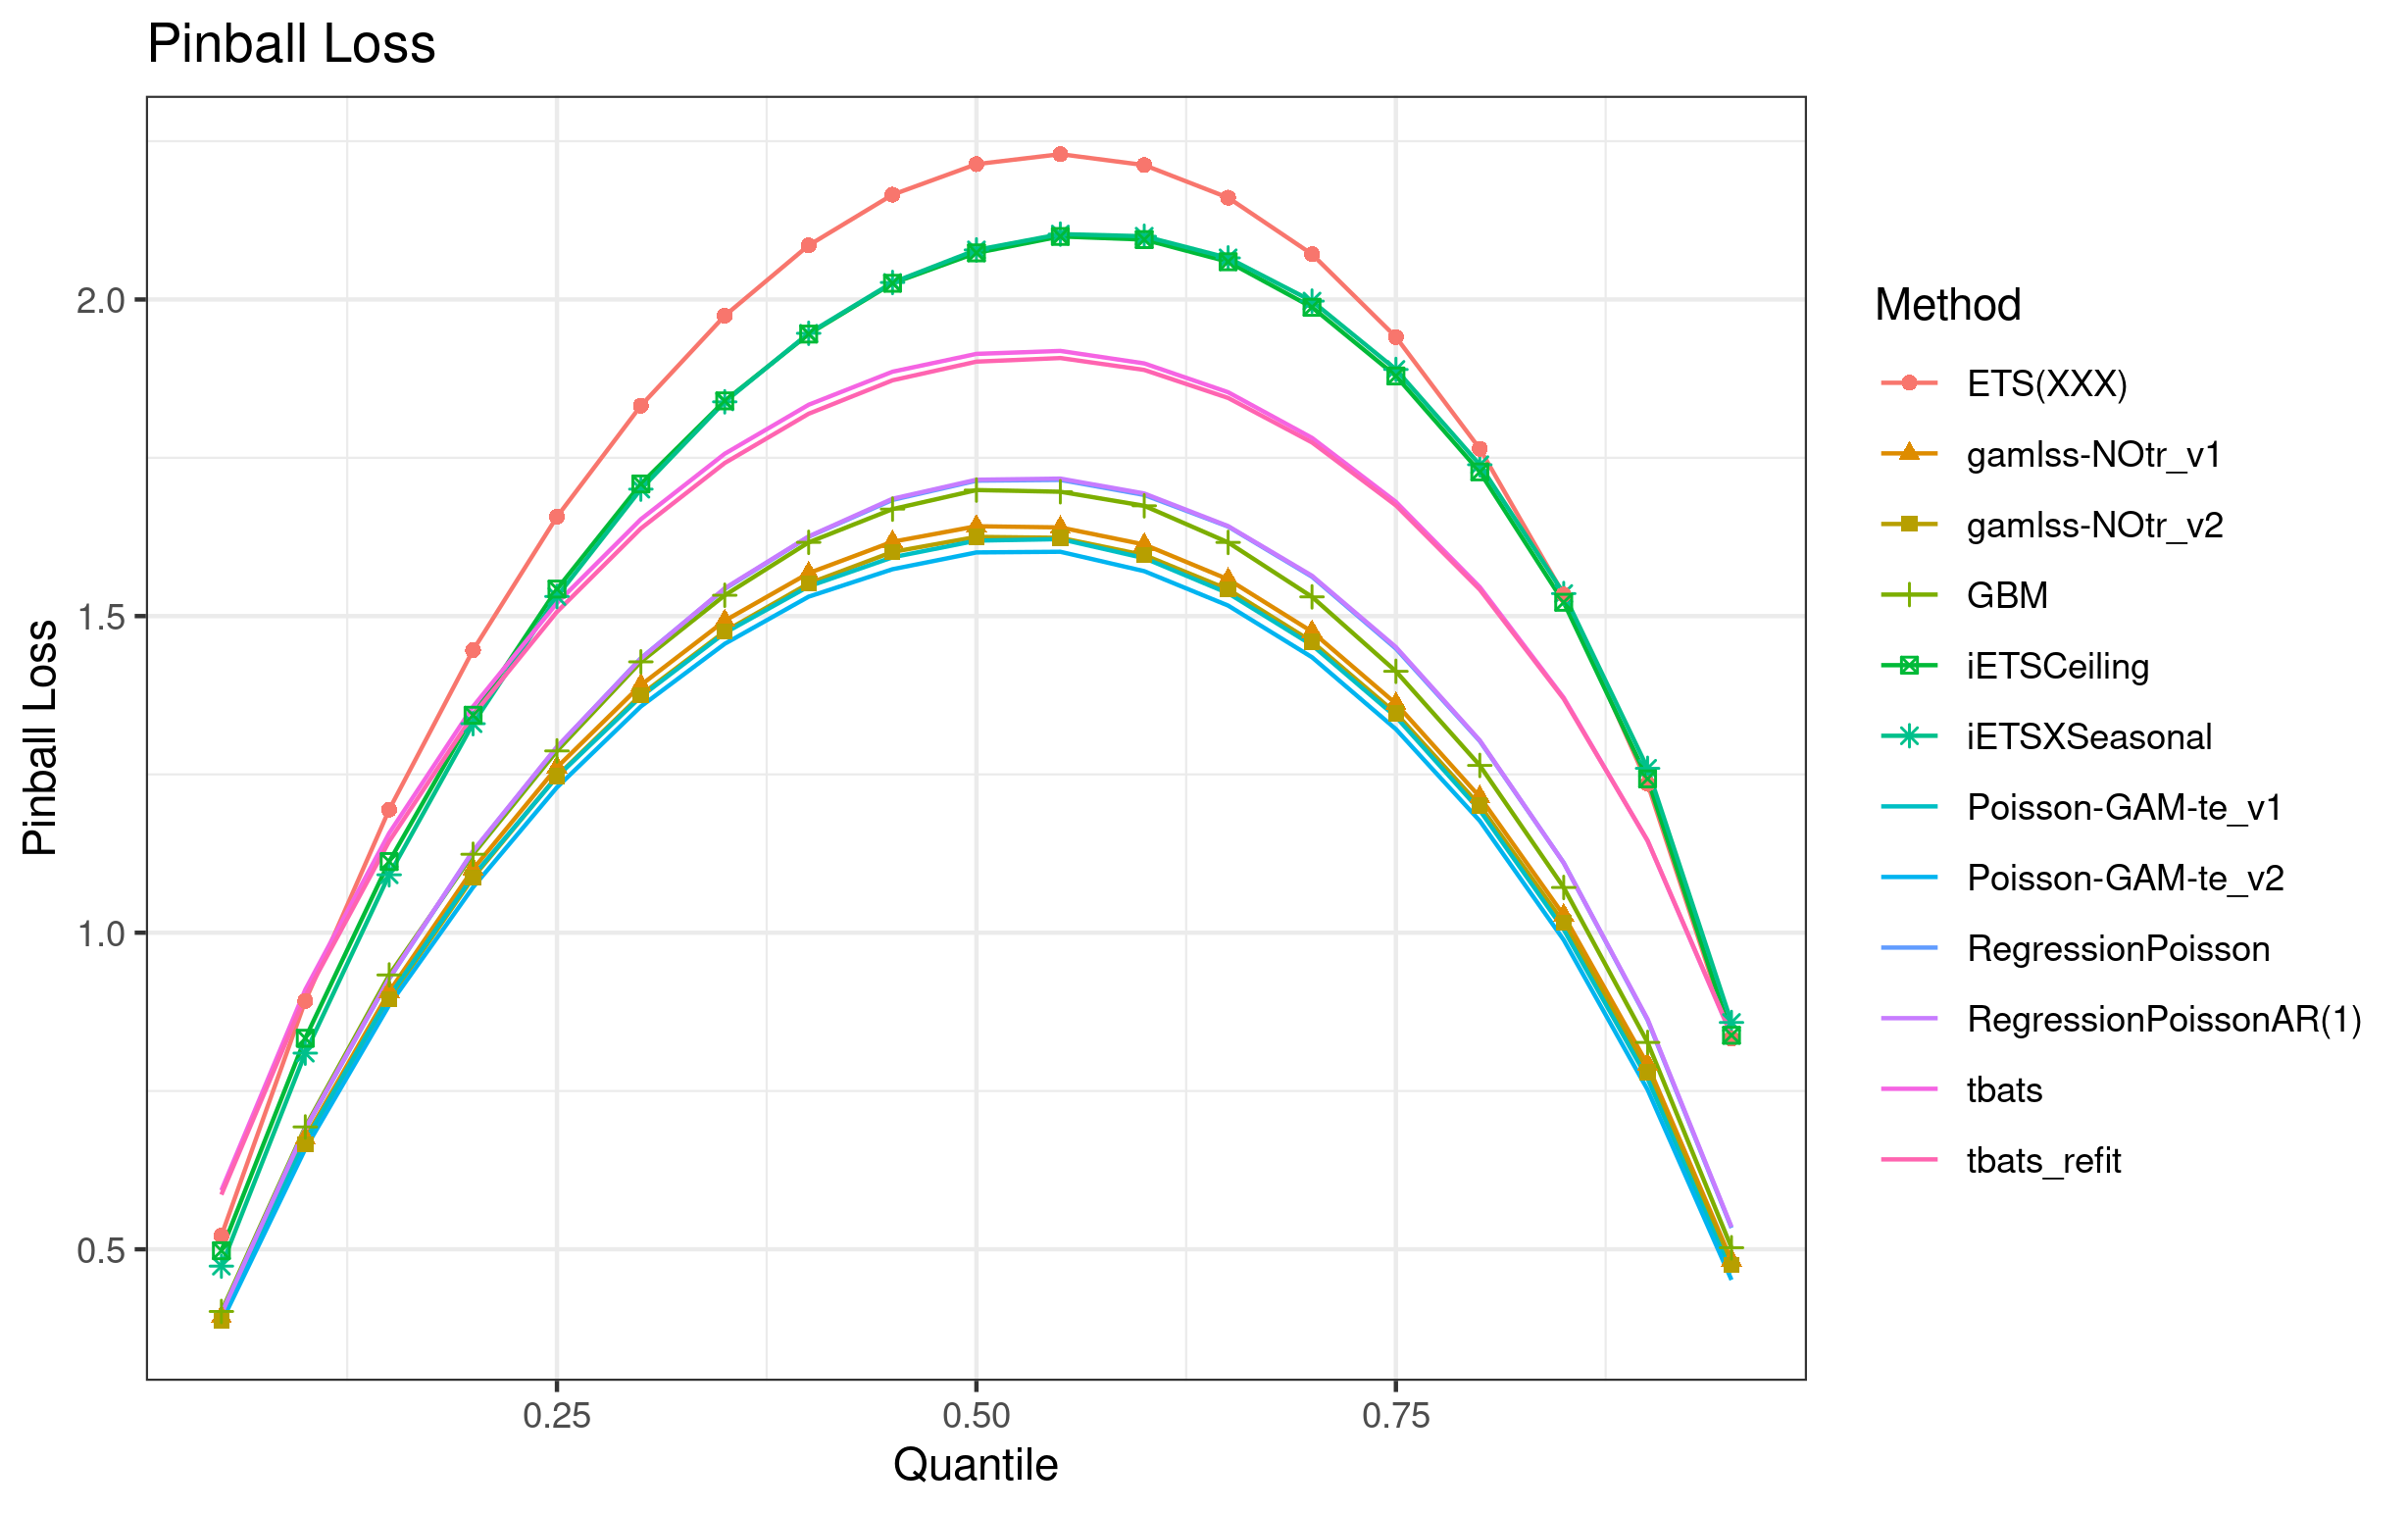 Pinball Loss
Pinball Loss
2.0
1.5
1.0
0.5
0.25
0.50
0.75
Quantile
Method
ETS(XXX)
gamlss-NOtr_v1
gamlss-NOtr_v2
GBM
iETSCeiling
iETSXSeasonal
Poisson-GAM-te_v1
Poisson-GAM-te_v2
RegressionPoisson
RegressionPoissonAR(1)
tbats
tbats_refit